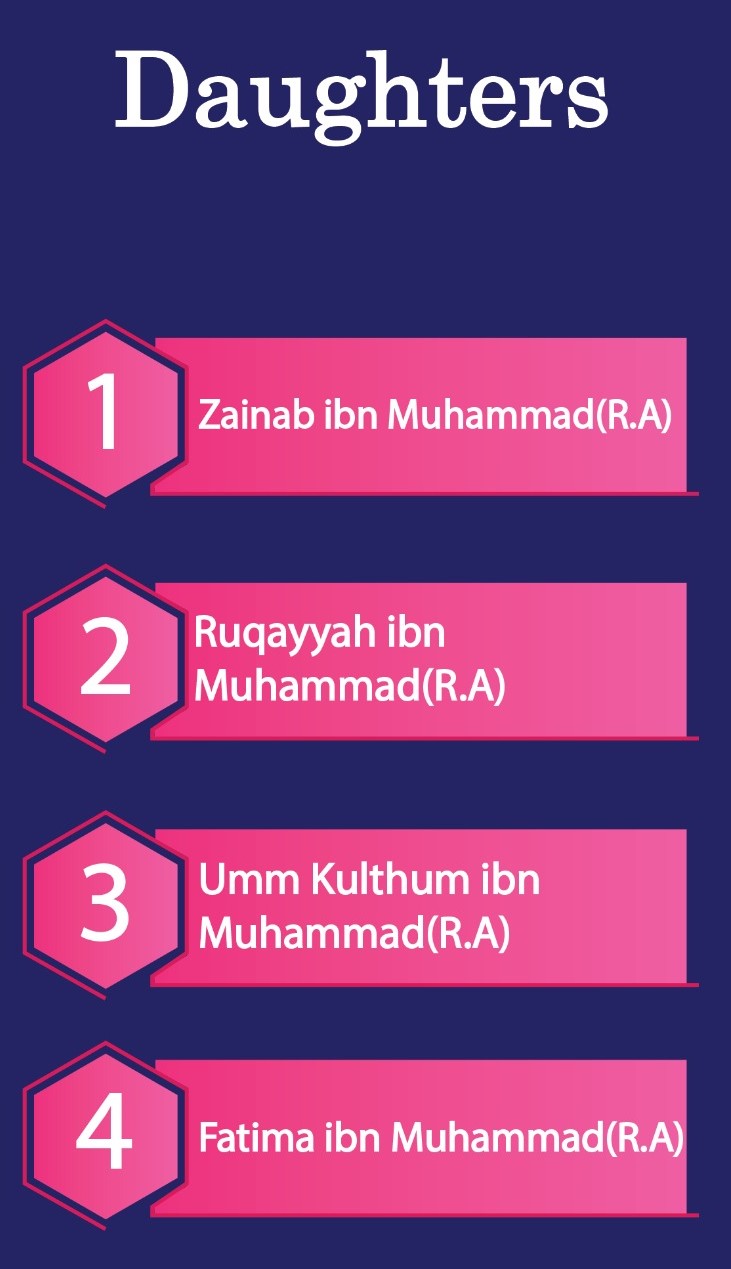 Daughters
1
Zainab ibn Muhammad(R.A)
2
Ruqayyah ibn
Muhammad(R.A)
3
Umm Kulthum ibn
Muhammad(R.A)
4
Fatima ibn Muhammad(R.A)